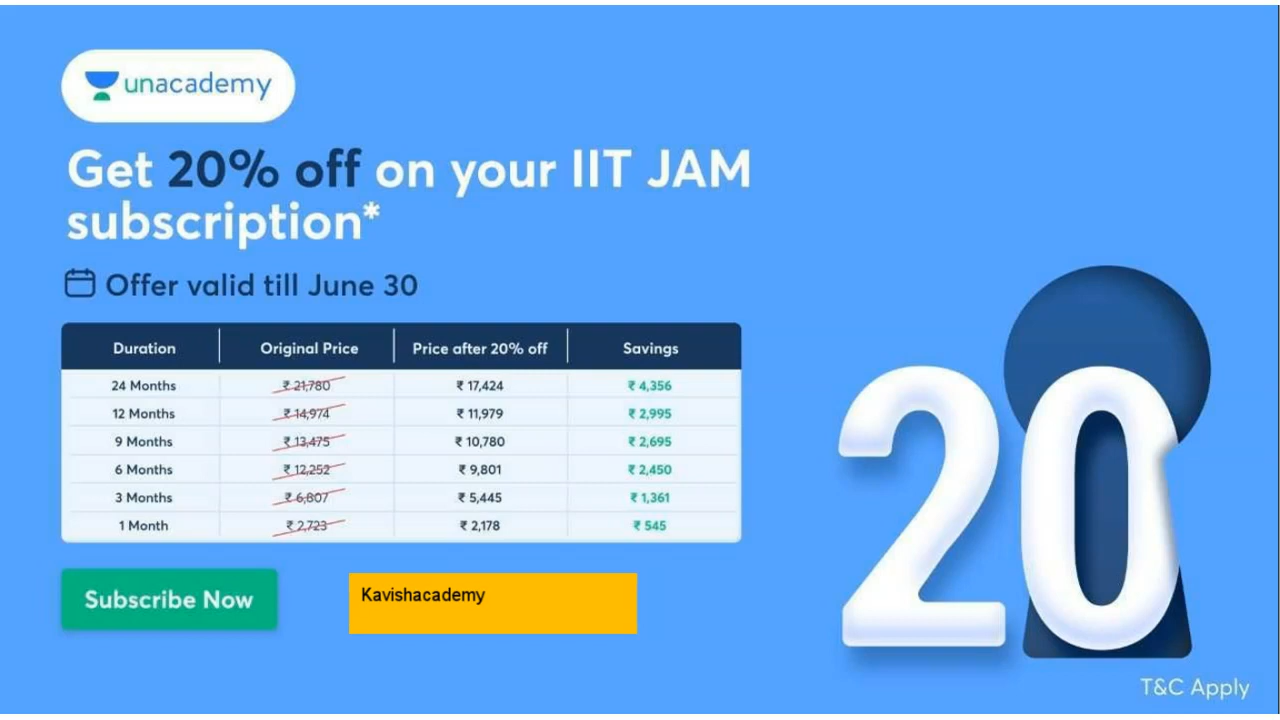 unacademy
Get 20% off on your IIT JAM
subscription*
Offer valid till June 30
Duration Original Price Price after 20% off Savings
24 Months ₹ 21,780 ₹ 17,424 ₹ 4,356
12 Months ₹ 14,974 ₹ 11,979 ₹ 2,995
9 Months ₹ 13,475 ₹ 10,780 ₹ 2,695
6 Months ₹ 12,252 ₹ 9,801 ₹ 2,450
3 Months ₹ 6,807 ₹ 5,445 ₹ 1,361
1 Month ₹ 2,723 ₹ 2,178 ₹ 545
Subscribe Now
Kavishacademy
20
T&C Apply